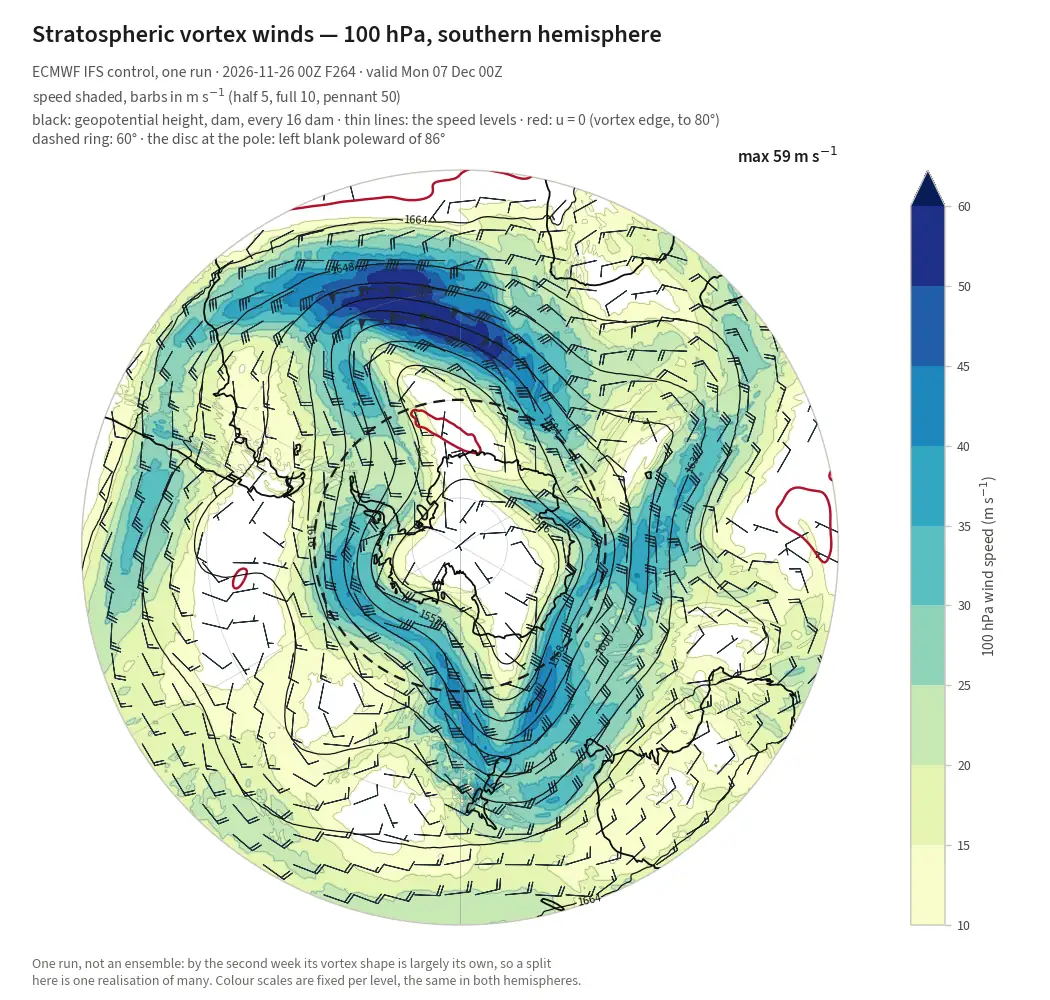 Stratospheric vortex winds — 100 hPa, southern hemisphere
ECMWF IFS control, one run · 2026-11-26 00Z F264 · valid Mon 07 Dec 00Z
speed shaded, barbs in m s⁻¹ (half 5, full 10, pennant 50)
black: geopotential height, dam, every 16 dam · thin lines: the speed levels · red: u = 0 (vortex edge, to 80°)
dashed ring: 60° · the disc at the pole: left blank poleward of 86°
max 59 m s⁻¹
1664
1648
1632
1616
1600
1664
60
50
45
40
35
30
25
20
15
10
100 hPa wind speed (m s⁻¹)
One run, not an ensemble: by the second week its vortex shape is largely its own, so a split
here is one realisation of many. Colour scales are fixed per level, the same in both hemispheres.